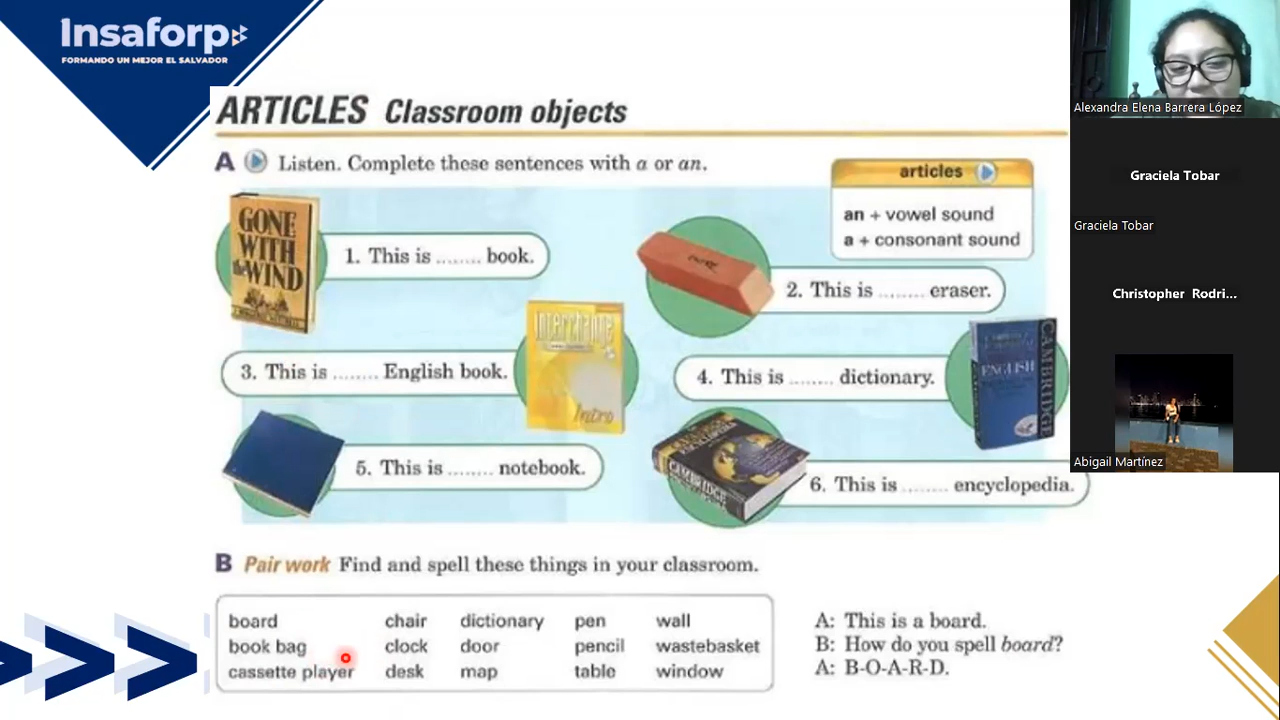 Insaforp
FORMANDO UN MEJOR EL SALVADOR
ARTICLES Classroom objects
A Listen. Complete these sentences with a or an.
articles
an + vowel sound
a + consonant sound
GONE
WITH
the WIND
1. This is ........ book.
2. This is ........ eraser.
interchange
Intro
3. This is ........ English book.
4. This is ........ dictionary.
ENGLISH
CAMBRIDGE
5. This is ........ notebook.
CAMBRIDGE
6. This is ........ encyclopedia.
B Pair work Find and spell these things in your classroom.
board chair dictionary pen wall
book bag clock door pencil wastebasket
cassette player desk map table window
A: This is a board.
B: How do you spell board?
A: B-O-A-R-D.
Alexandra Elena Barrera López
Graciela Tobar
Graciela Tobar
Christopher Rodri...
Abigail Martínez